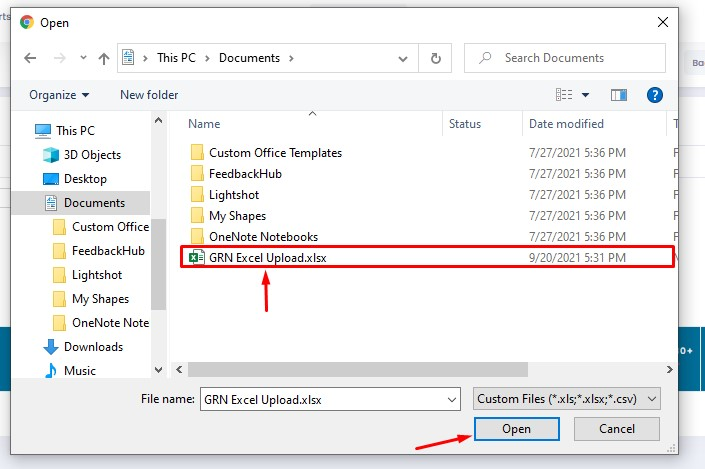 Open
This PC > Documents >
Search Documents
Organize
New folder
Name
Status
Date modified
This PC
3D Objects
Desktop
Documents
Custom Office
FeedbackHub
Lightshot
My Shapes
OneNote Note
Downloads
Music
Custom Office Templates 7/27/2021 5:36 PM
FeedbackHub 7/27/2021 5:36 PM
Lightshot 7/27/2021 5:36 PM
My Shapes 7/27/2021 5:36 PM
OneNote Notebooks 7/27/2021 5:36 PM
GRN Excel Upload.xlsx 9/20/2021 5:31 PM
File name: GRN Excel Upload.xlsx
Custom Files (*.xls;*.xlsx;*.csv)
Open
Cancel